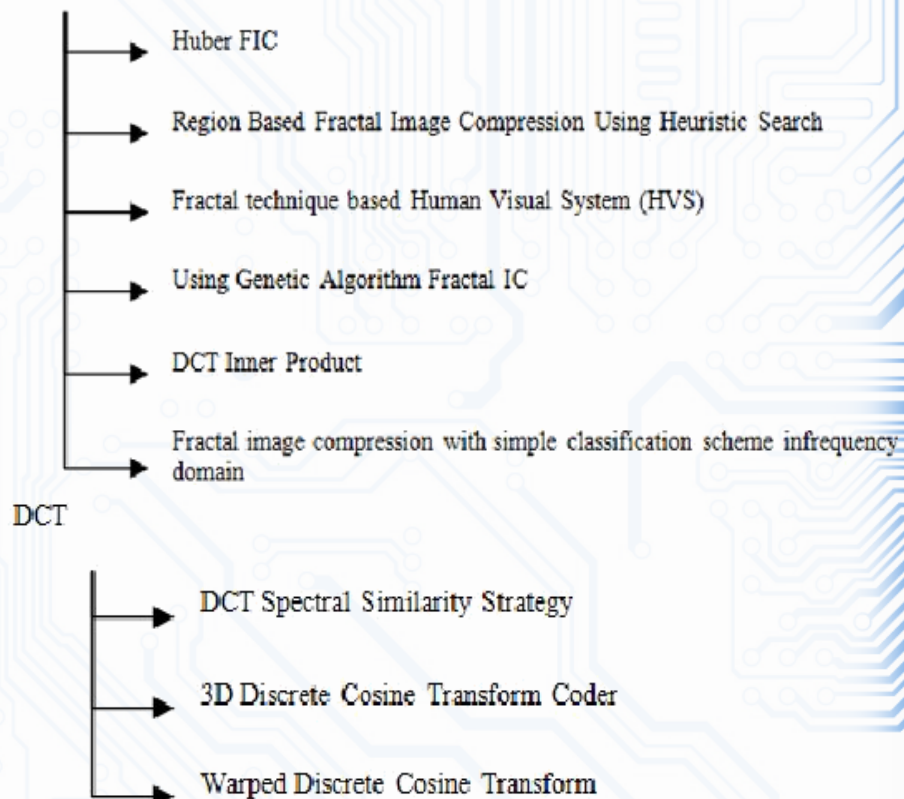 Huber FIC
Region Based Fractal Image Compression Using Heuristic Search
Fractal technique based Human Visual System (HVS)
Using Genetic Algorithm Fractal IC
DCT Inner Product
Fractal image compression with simple classification scheme infrequency
domain
DCT
DCT Spectral Similarity Strategy
3D Discrete Cosine Transform Coder
Warped Discrete Cosine Transform